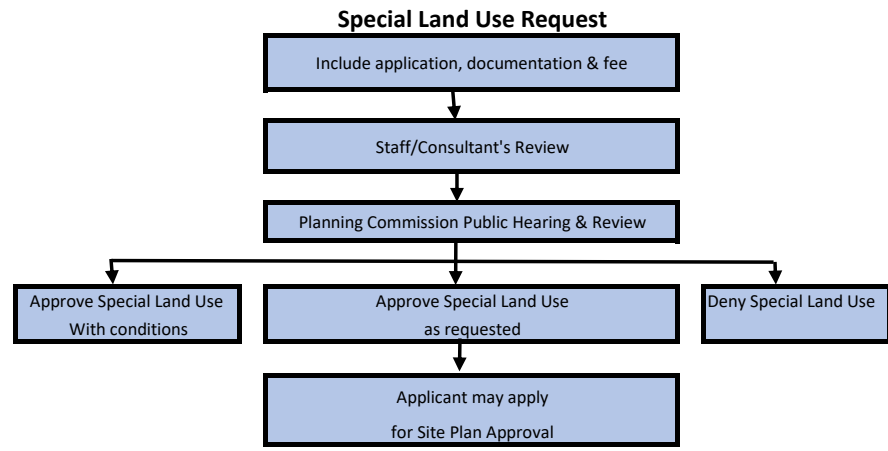 Special Land Use Request
Include application, documentation & fee
Staff/Consultant's Review
Planning Commission Public Hearing & Review
Approve Special Land Use
With conditions
Approve Special Land Use
as requested
Deny Special Land Use
Applicant may apply
for Site Plan Approval